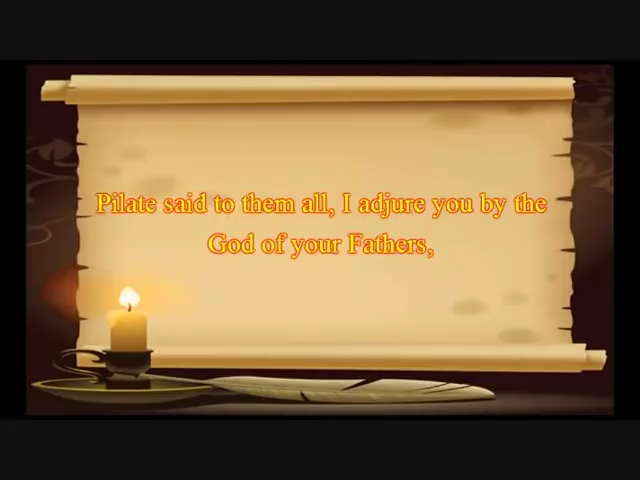 Pilate said to them all, I adjure you by the
God of your Fathers,